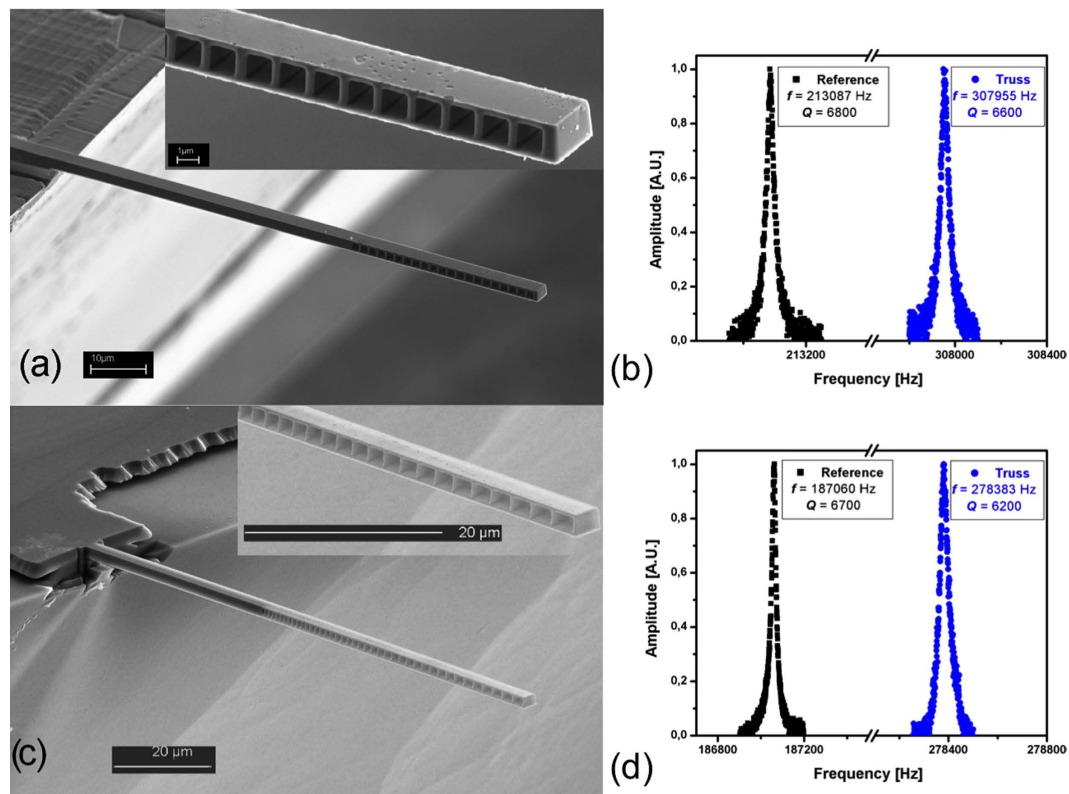 1µm
10µm
(a)
Reference
f = 213087 Hz
Q = 6800
Truss
f = 307955 Hz
Q = 6600
1,0
0,8
0,6
0,4
0,2
0,0
Amplitude [A.U.]
213200
308000
308400
Frequency [Hz]
(b)
20 µm
20 µm
(c)
Reference
f = 187060 Hz
Q = 6700
Truss
f = 278383 Hz
Q = 6200
1,0
0,8
0,6
0,4
0,2
0,0
Amplitude [A.U.]
186800
187200
278400
278800
Frequency [Hz]
(d)